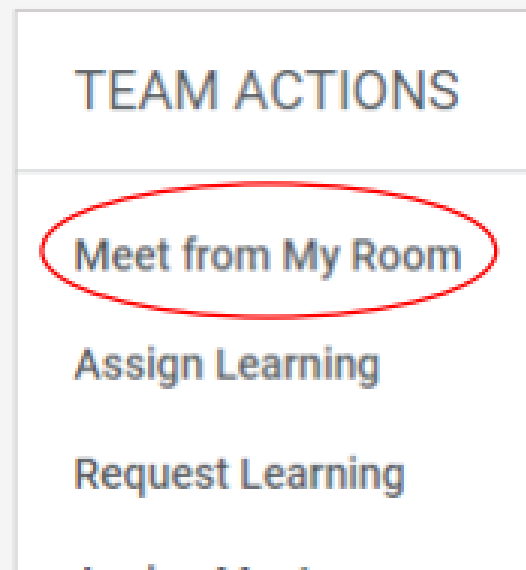 TEAM ACTIONS
Meet from My Room
Assign Learning
Request Learning